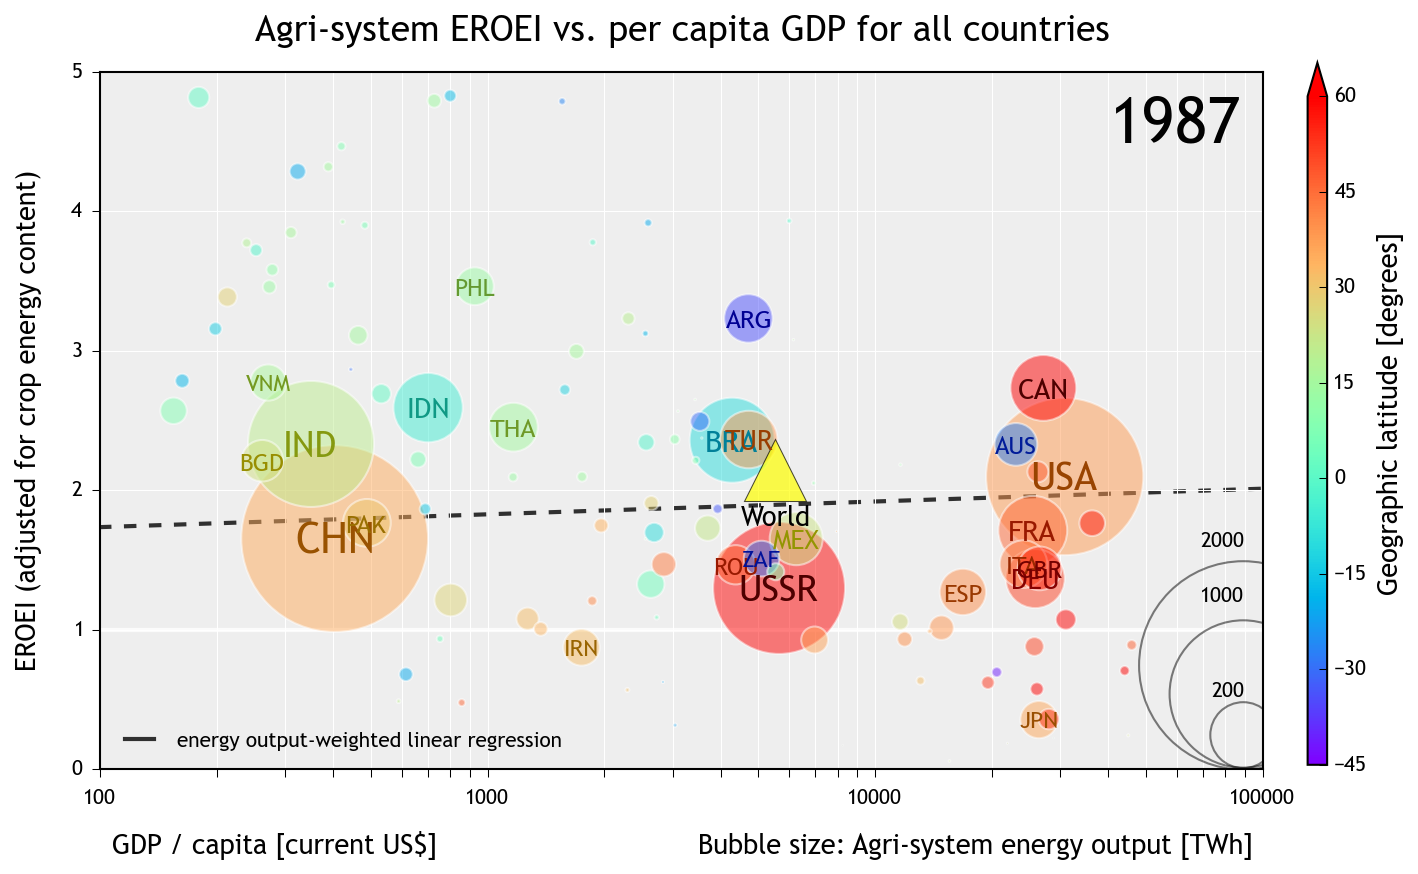 Agri-system EROEI vs. per capita GDP for all countries
1987
EROEI (adjusted for crop energy content)
5
4
3
2
1
0
PHL
ARG
VNM
IDN
CAN
IND
THA
BRA
TUR
AUS
BGD
USA
CHN
PAK
World
MEX
FRA
ROU
ZAF
USSR
ITA
GBR
DEU
ESP
IRN
JPN
2000
1000
200
energy output-weighted linear regression
100
1000
10000
100000
GDP / capita [current US$]
Bubble size: Agri-system energy output [TWh]
60
45
30
15
0
−15
−30
−45
Geographic latitude [degrees]